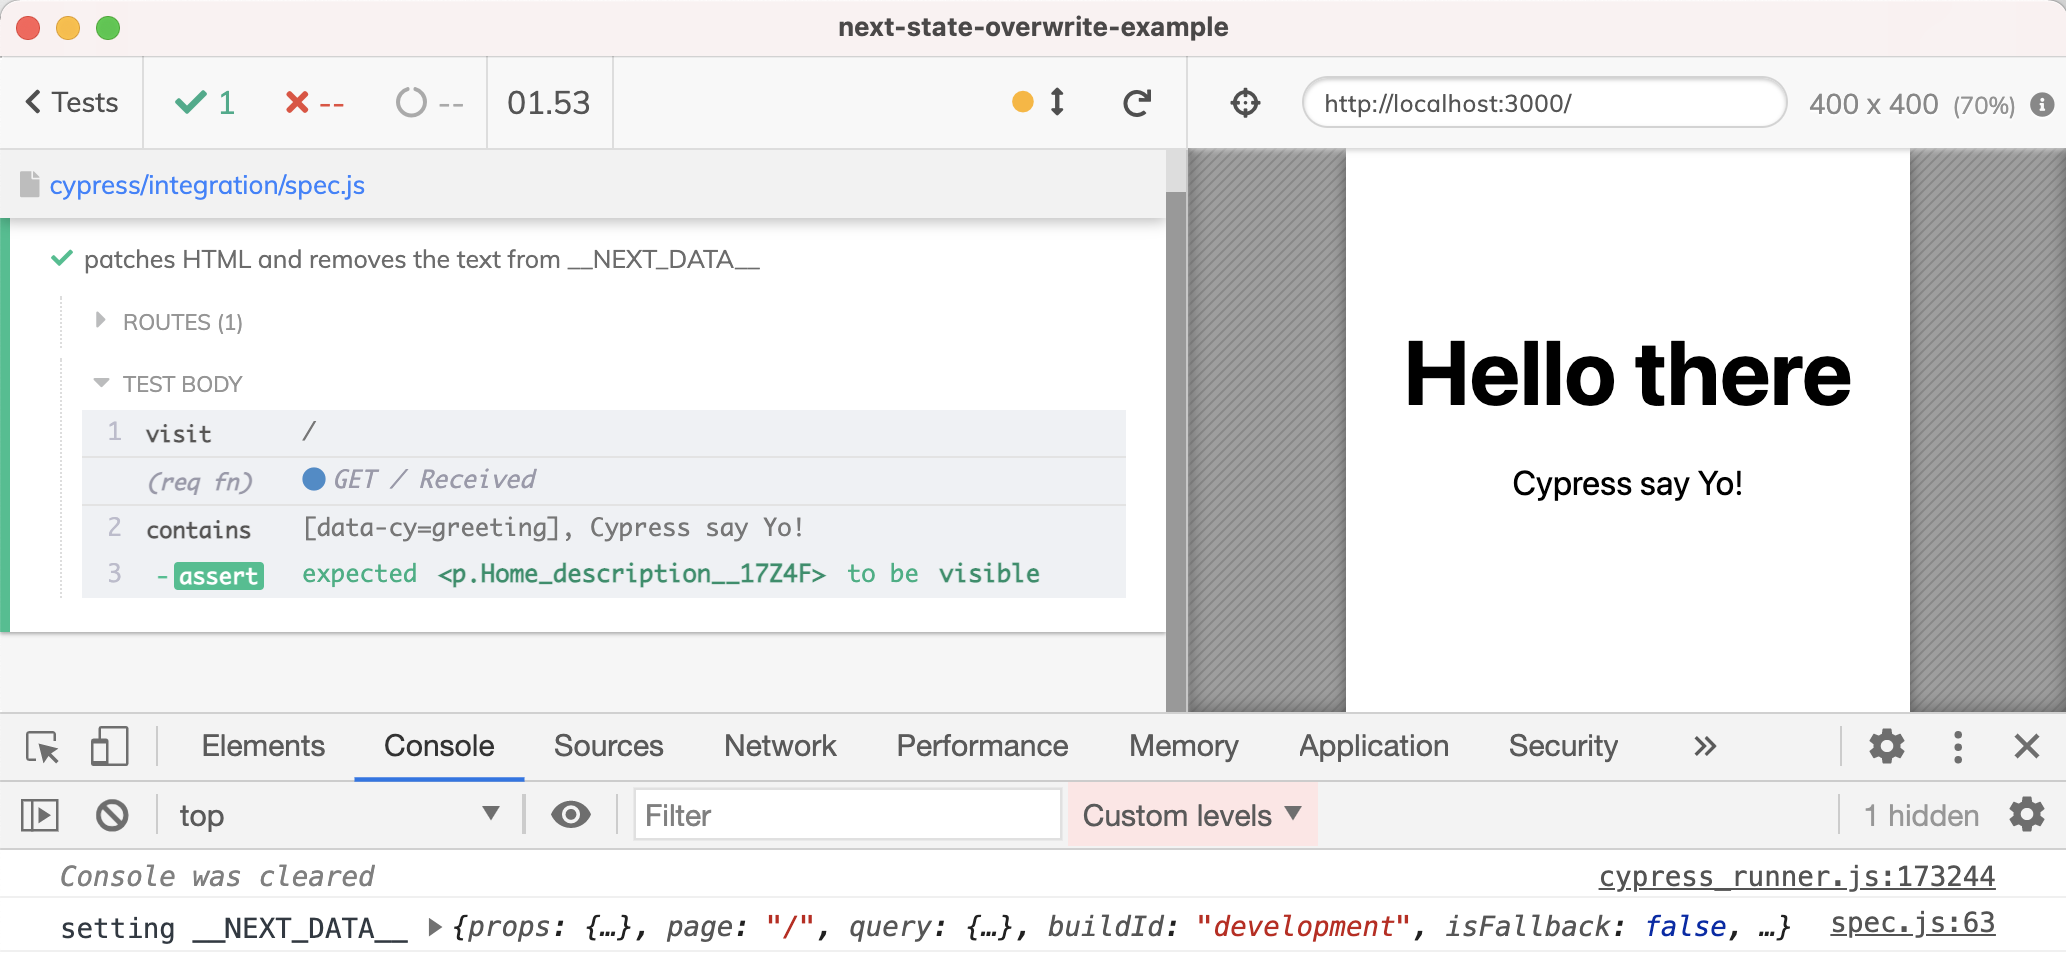 next-state-overwrite-example
Tests 1 -- -- 01.53
http://localhost:3000/ 400 x 400 (70%)
cypress/integration/spec.js
patches HTML and removes the text from __NEXT_DATA__
ROUTES (1)
TEST BODY
1 visit /
(req fn) GET / Received
2 contains [data-cy=greeting], Cypress say Yo!
3 -assert expected <p.Home_description__17Z4F> to be visible
Hello there
Cypress say Yo!
Elements Console Sources Network Performance Memory Application Security
top Filter Custom levels 1 hidden
Console was cleared cypress_runner.js:173244
setting __NEXT_DATA__ {props: {…}, page: "/", query: {…}, buildId: "development", isFallback: false, …} spec.js:63